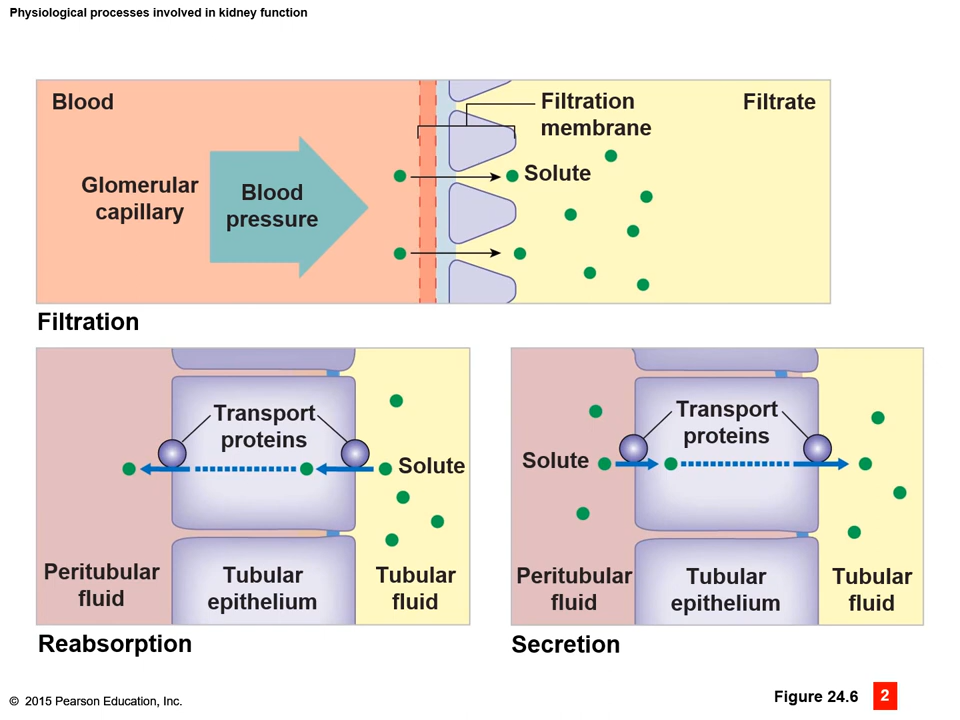 Physiological processes involved in kidney function
Blood
Filtration
membrane
Filtrate
Glomerular
capillary
Blood
pressure
Solute
Filtration
Transport
proteins
Solute
Peritubular
fluid
Tubular
epithelium
Tubular
fluid
Reabsorption
Transport
proteins
Solute
Peritubular
fluid
Tubular
epithelium
Tubular
fluid
Secretion
© 2015 Pearson Education, Inc.
Figure 24.6
2